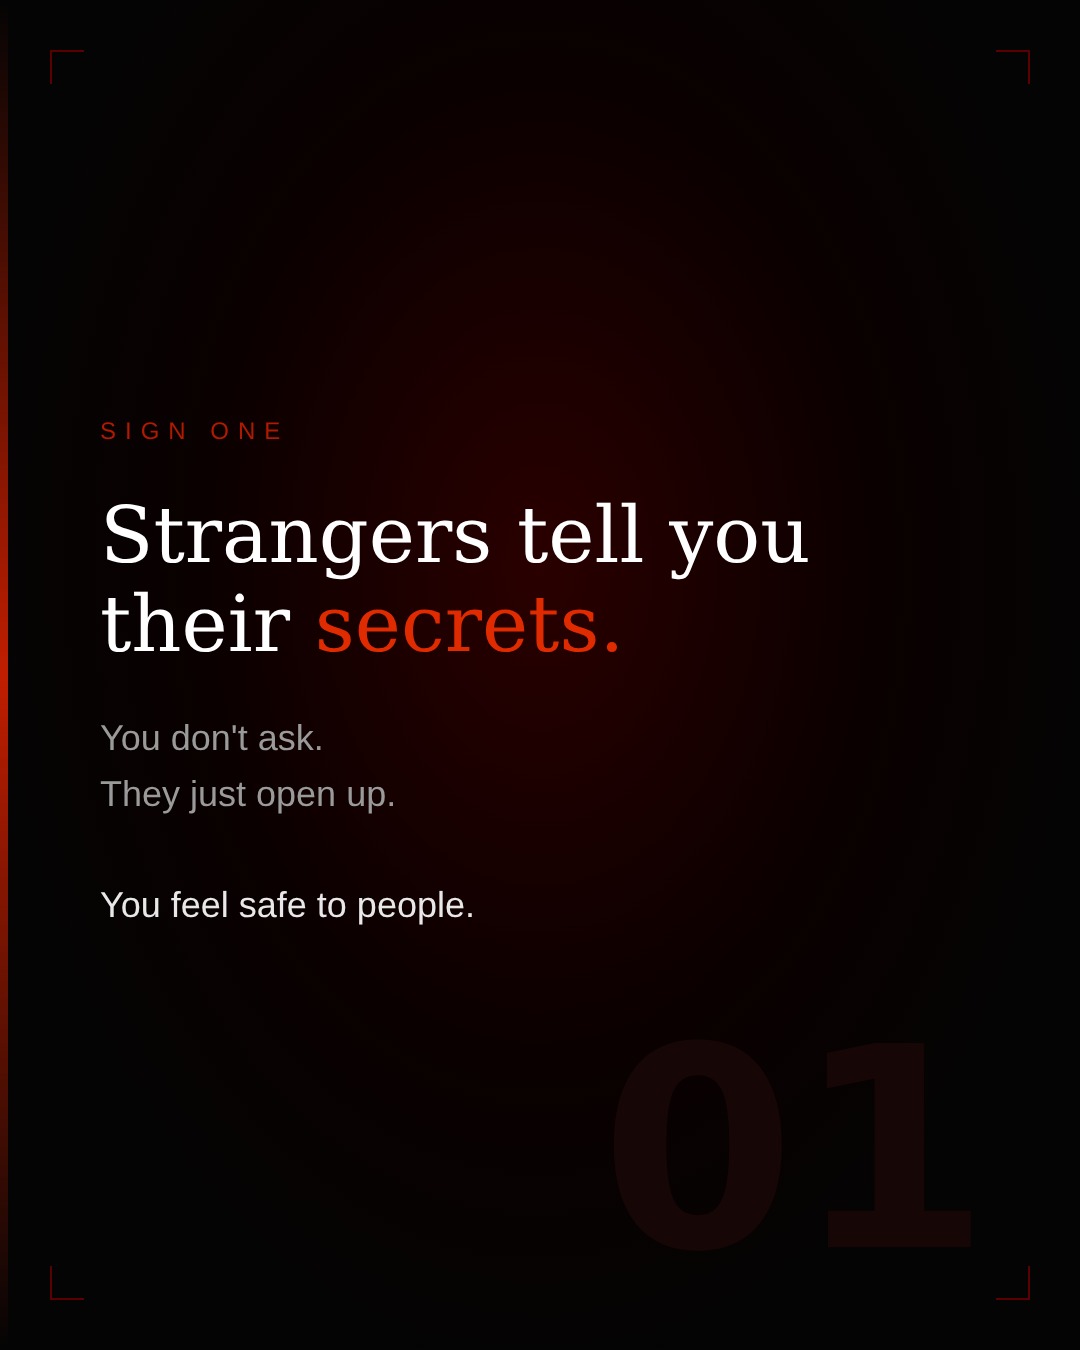 SIGN ONE
Strangers tell you
their secrets.
You don't ask.
They just open up.
You feel safe to people.
01